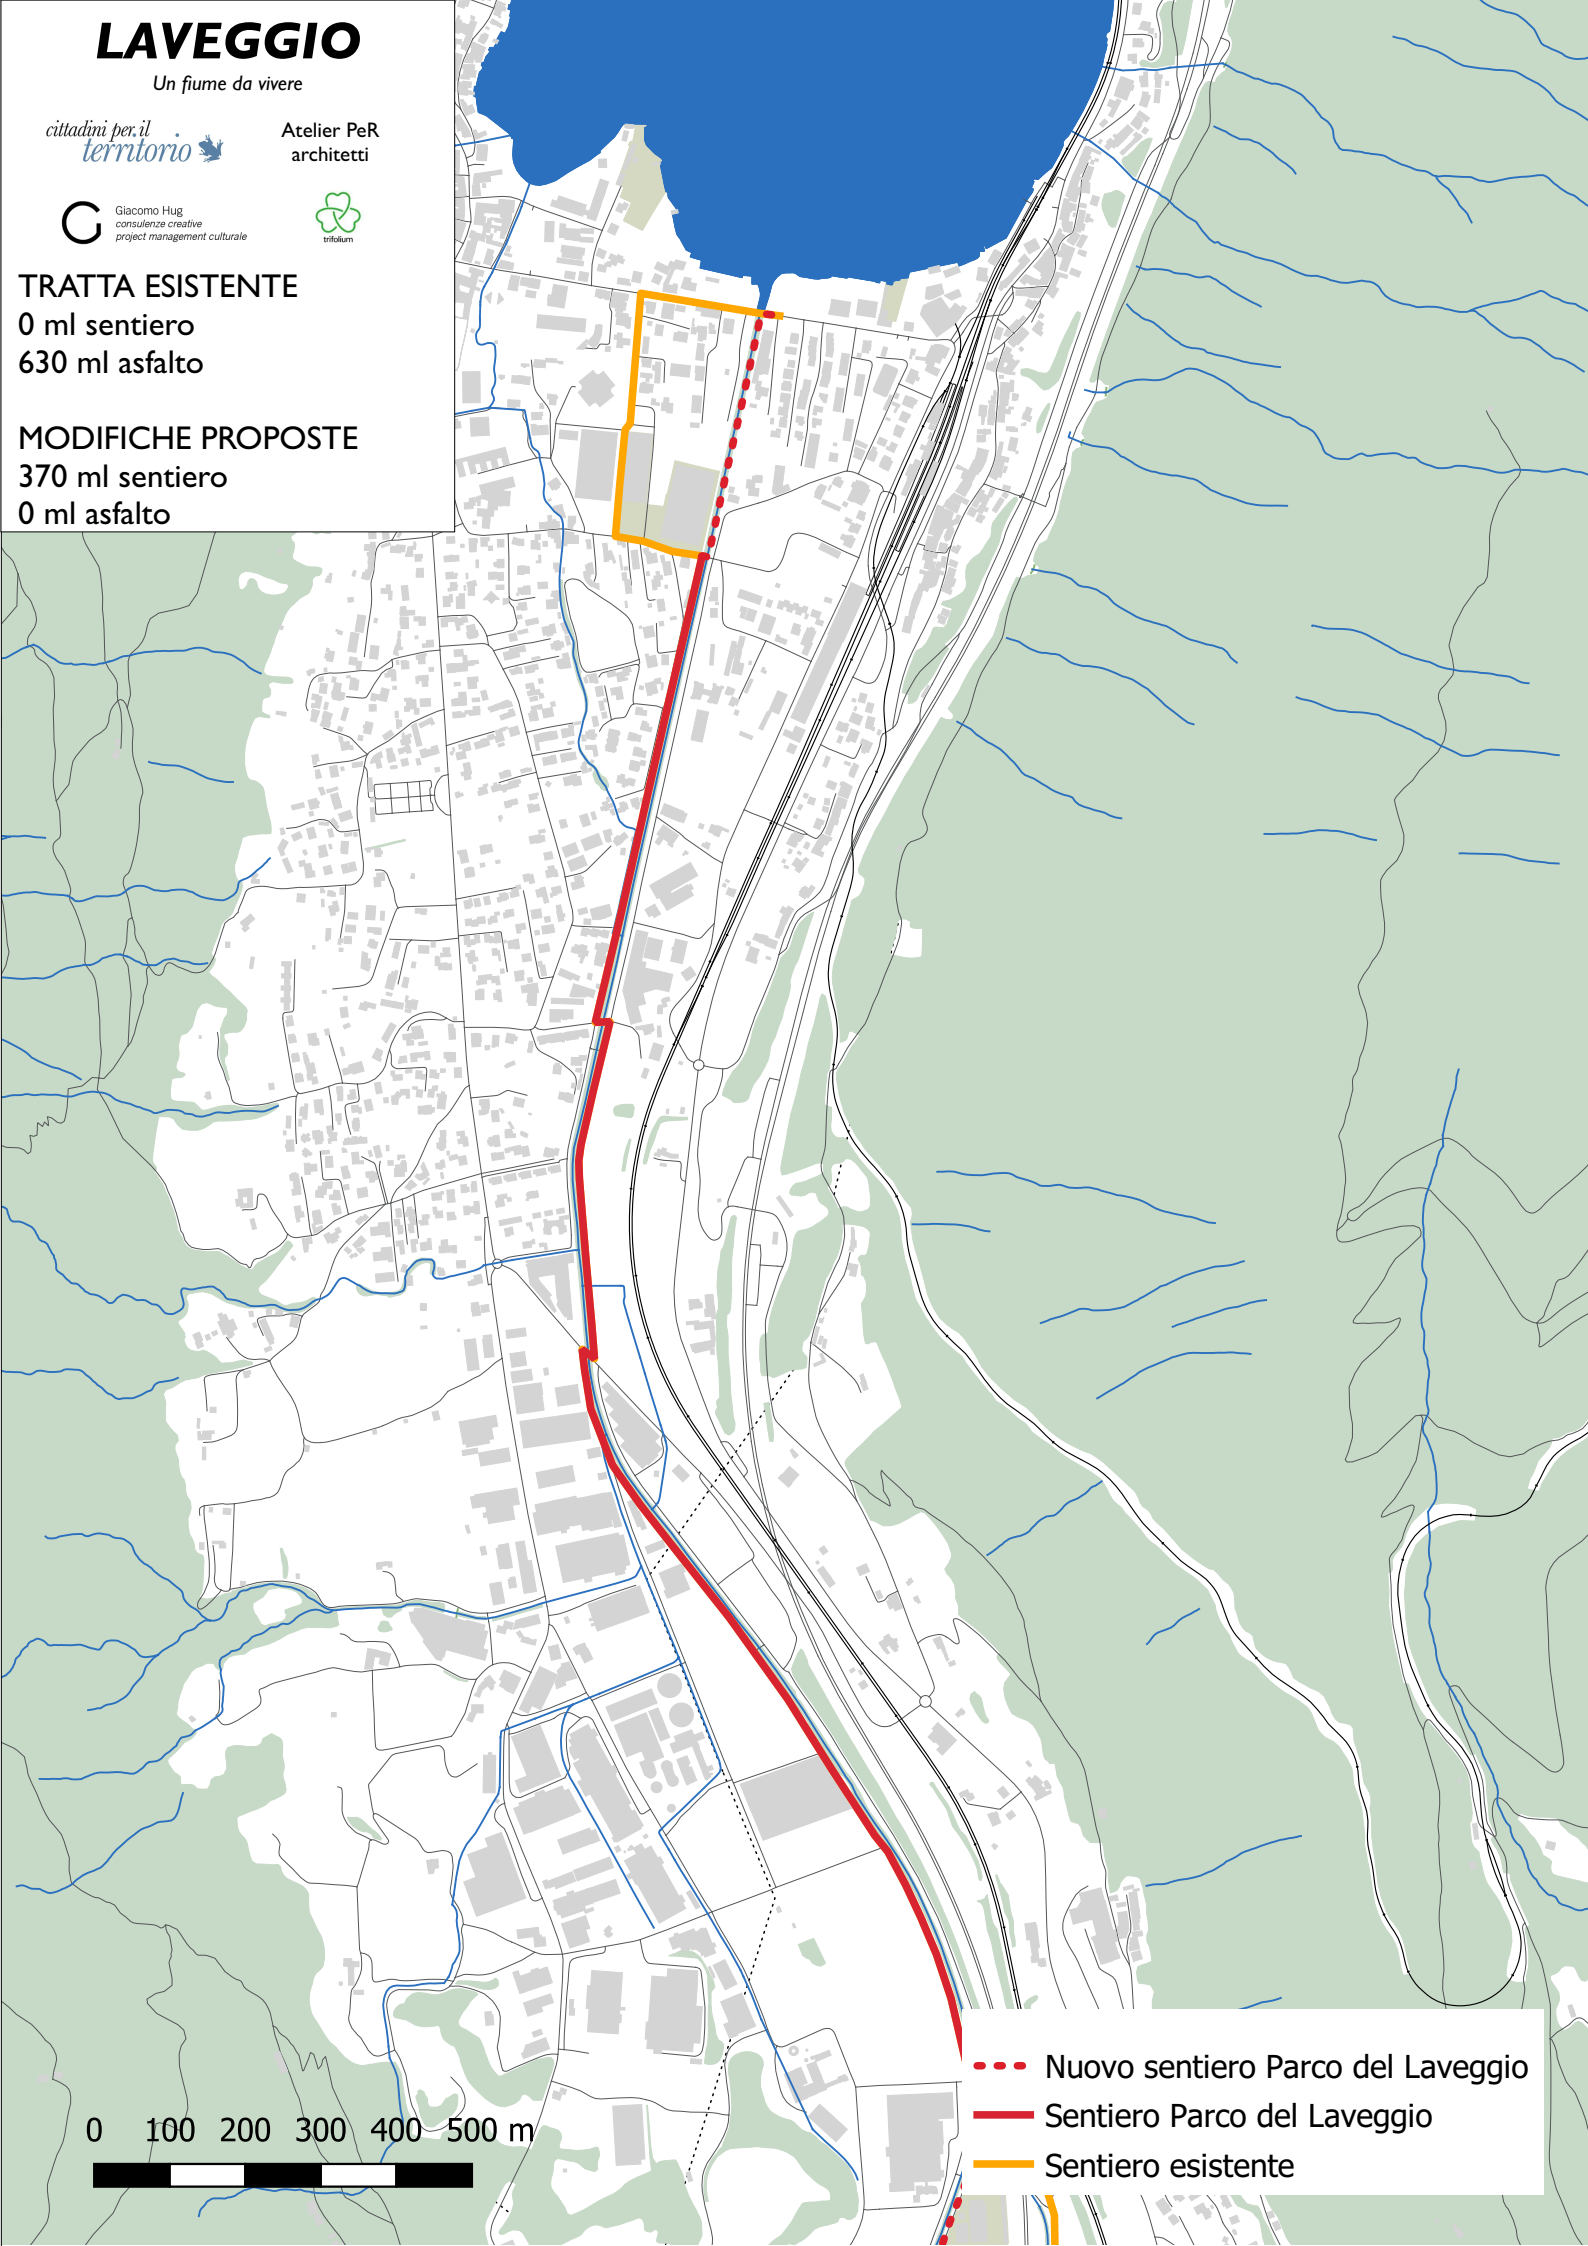 LAVEGGIO
Un fiume da vivere
cittadini per il
territorio
Atelier PeR
architetti
Giacomo Hug
consulenze creative
project management culturale
trifolium
TRATTA ESISTENTE
0 ml sentiero
630 ml asfalto
MODIFICHE PROPOSTE
370 ml sentiero
0 ml asfalto
Nuovo sentiero Parco del Laveggio
Sentiero Parco del Laveggio
Sentiero esistente
0 100 200 300 400 500 m